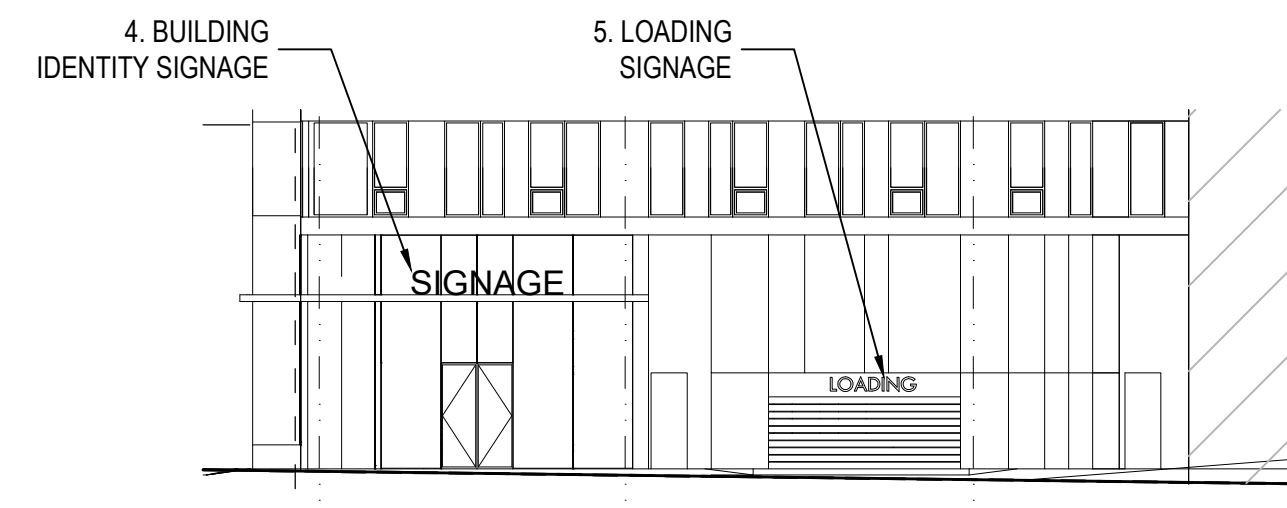 4. BUILDING
IDENTITY SIGNAGE
5. LOADING
SIGNAGE
SIGNAGE
LOADING